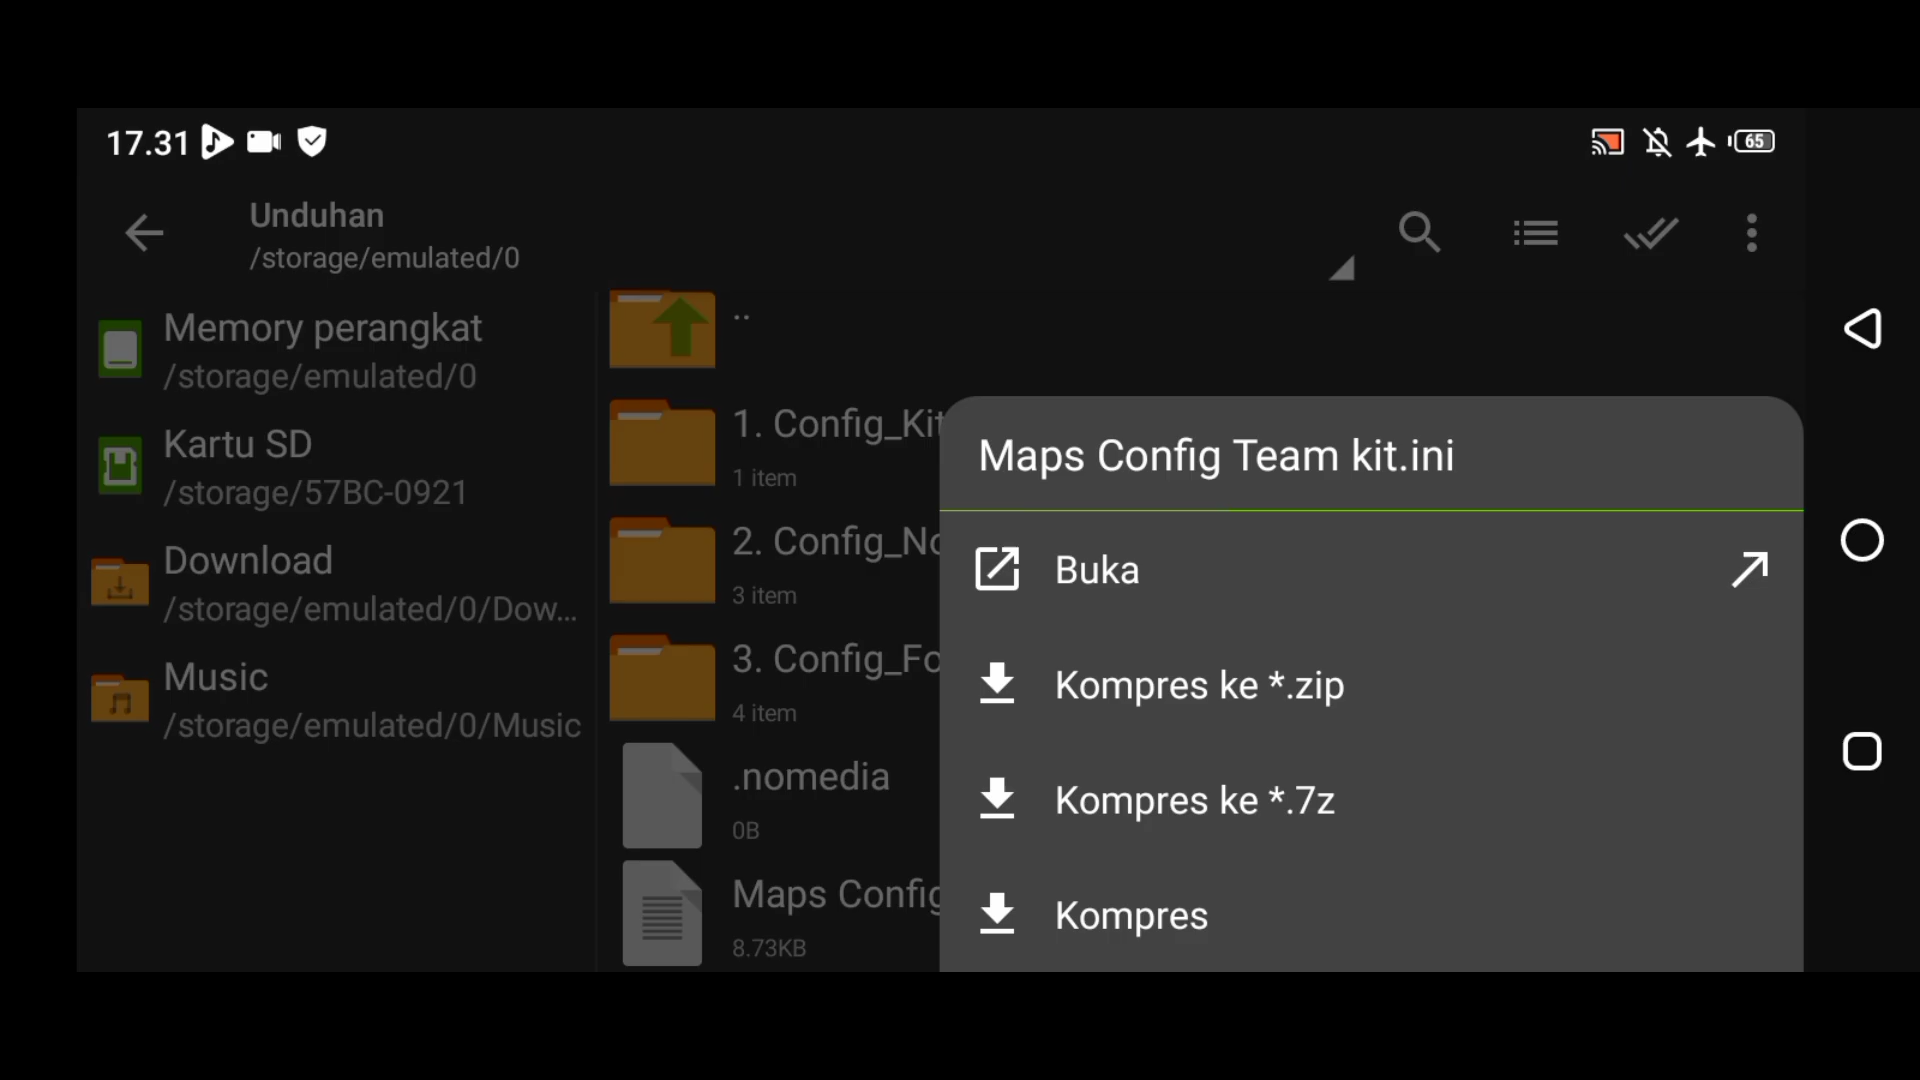 17.31
65
Unduhan
/storage/emulated/0
Memory perangkat
/storage/emulated/0
Kartu SD
/storage/57BC-0921
Download
/storage/emulated/0/Dow...
Music
/storage/emulated/0/Music
..
1. Config_Kit
1 item
2. Config_No
3 item
3. Config_Fo
4 item
.nomedia
0B
Maps Config
8.73KB
Maps Config Team kit.ini
Buka
Kompres ke *.zip
Kompres ke *.7z
Kompres